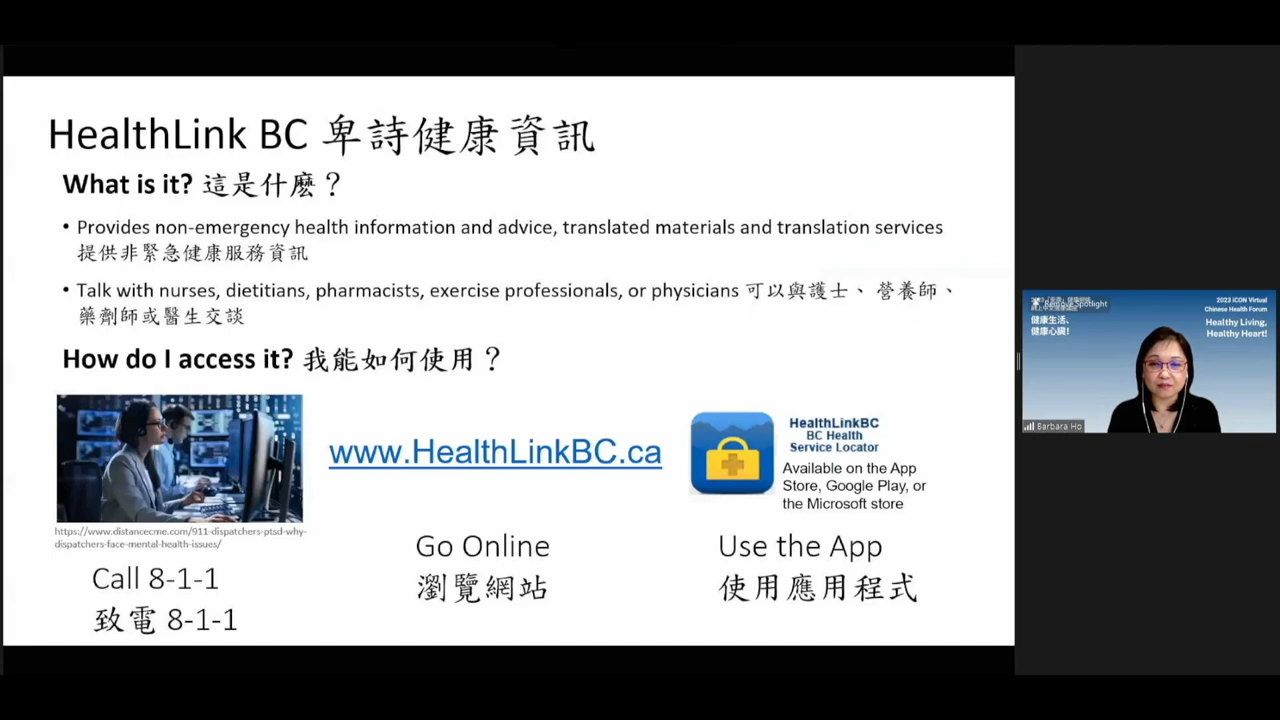 HealthLink BC 卑詩健康資訊
What is it? 這是什麽？
• Provides non-emergency health information and advice, translated materials and translation services
提供非緊急健康服務資訊
• Talk with nurses, dietitians, pharmacists, exercise professionals, or physicians 可以與護士、 營養師、
藥劑師或醫生交談
How do I access it? 我能如何使用？
https://www.distancecme.com/911-dispatchers-ptsd-why-
dispatchers-face-mental-health-issues/
Call 8-1-1
致電 8-1-1
www.HealthLinkBC.ca
Go Online
瀏覽網站
HealthLinkBC
BC Health
Service Locator
Available on the App
Store, Google Play, or
the Microsoft store
Use the App
使用應用程式
Remove Spotlight
健康生活、
健康心臟!
2023 iCON Virtual
Chinese Health Forum
Healthy Living,
Healthy Heart!
Barbara Ho